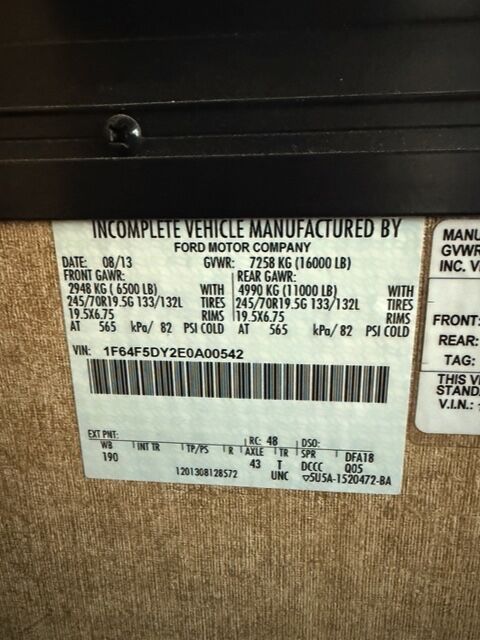 INCOMPLETE VEHICLE MANUFACTURED BY
FORD MOTOR COMPANY
DATE: 08/13 GVWR: 7258 KG (16000 LB)
FRONT GAWR: REAR GAWR:
2948 KG ( 6500 LB) WITH 4990 KG (11000 LB) WITH
245/70R19.5G 133/132L TIRES 245/70R19.5G 133/132L TIRES
19.5X6.75 RIMS 19.5X6.75 RIMS
AT 565 kPa/ 82 PSI COLD AT 565 kPa/ 82 PSI COLD
VIN: 1F64F5DY2E0A00542
EXT PNT: RC: 48 DSO:
WB INT TR TP/PS R AXLE TR SPR DFA18
190 43 T DCCC Q05
1201308128572 UNC ▽5U5A-1520472-BA
MANU
GVWR
INC. V
FRONT:
REAR:
TAG:
THIS V
STAND
V.I.N.: